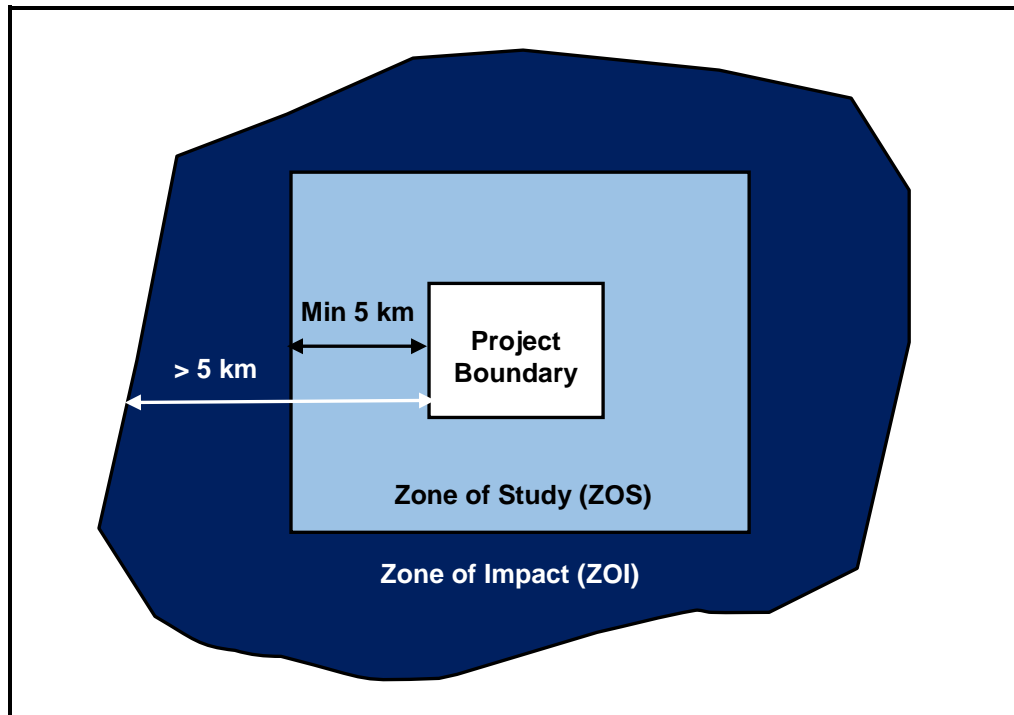 Min 5 km
Project
Boundary
> 5 km
Zone of Study (ZOS)
Zone of Impact (ZOI)